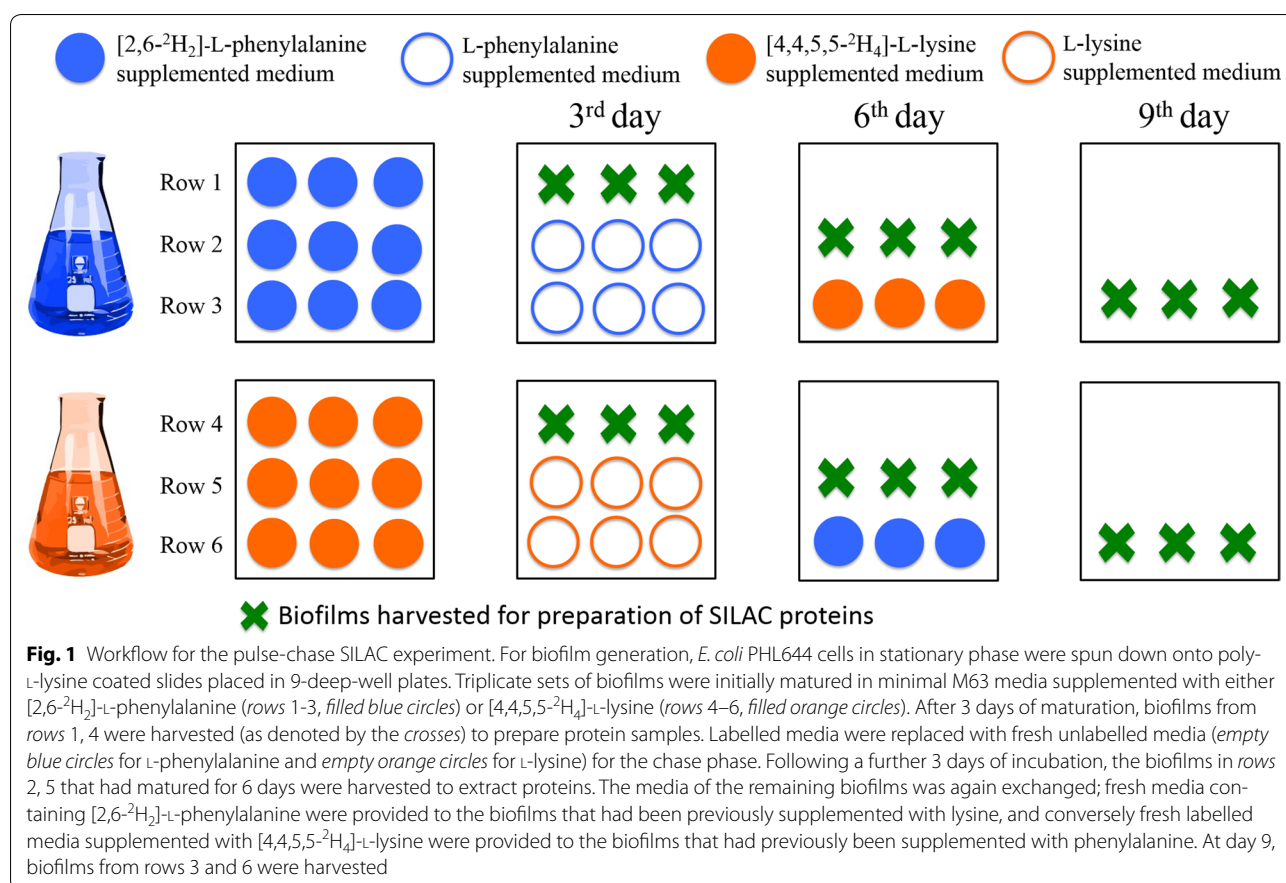 [2,6-²H₂]-L-phenylalanine
supplemented medium
L-phenylalanine
supplemented medium
[4,4,5,5-²H₄]-L-lysine
supplemented medium
L-lysine
supplemented medium
3rd day
6th day
9th day
Row 1
Row 2
Row 3
Row 4
Row 5
Row 6
Biofilms harvested for preparation of SILAC proteins
Fig. 1 Workflow for the pulse-chase SILAC experiment. For biofilm generation, E. coli PHL644 cells in stationary phase were spun down onto poly-
L-lysine coated slides placed in 9-deep-well plates. Triplicate sets of biofilms were initially matured in minimal M63 media supplemented with either
[2,6-²H₂]-L-phenylalanine (rows 1-3, filled blue circles) or [4,4,5,5-²H₄]-L-lysine (rows 4–6, filled orange circles). After 3 days of maturation, biofilms from
rows 1, 4 were harvested (as denoted by the crosses) to prepare protein samples. Labelled media were replaced with fresh unlabelled media (empty
blue circles for L-phenylalanine and empty orange circles for L-lysine) for the chase phase. Following a further 3 days of incubation, the biofilms in rows
2, 5 that had matured for 6 days were harvested to extract proteins. The media of the remaining biofilms was again exchanged; fresh media con-
taining [2,6-²H₂]-L-phenylalanine were provided to the biofilms that had been previously supplemented with lysine, and conversely fresh labelled
media supplemented with [4,4,5,5-²H₄]-L-lysine were provided to the biofilms that had previously been supplemented with phenylalanine. At day 9,
biofilms from rows 3 and 6 were harvested